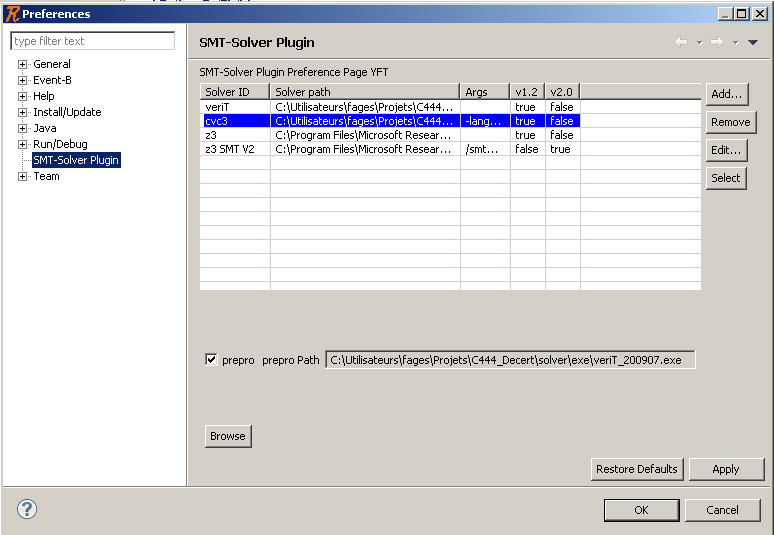 Preferences
type filter text
General
Event-B
Help
Install/Update
Java
Run/Debug
SMT-Solver Plugin
Team
SMT-Solver Plugin
SMT-Solver Plugin Preference Page YFT
Solver ID Solver path Args v1.2 v2.0
veriT C:\Utilisateurs\fages\Projets\C444... true false
cvc3 C:\Utilisateurs\fages\Projets\C444... -lang... true false
z3 C:\Program Files\Microsoft Resear... true false
z3 SMT V2 C:\Program Files\Microsoft Resear... /smt... false true
Add...
Remove
Edit...
Select
prepro prepro Path C:\Utilisateurs\fages\Projets\C444_Decert\solver\exe\veriT_200907.exe
Browse
Restore Defaults Apply
? OK Cancel